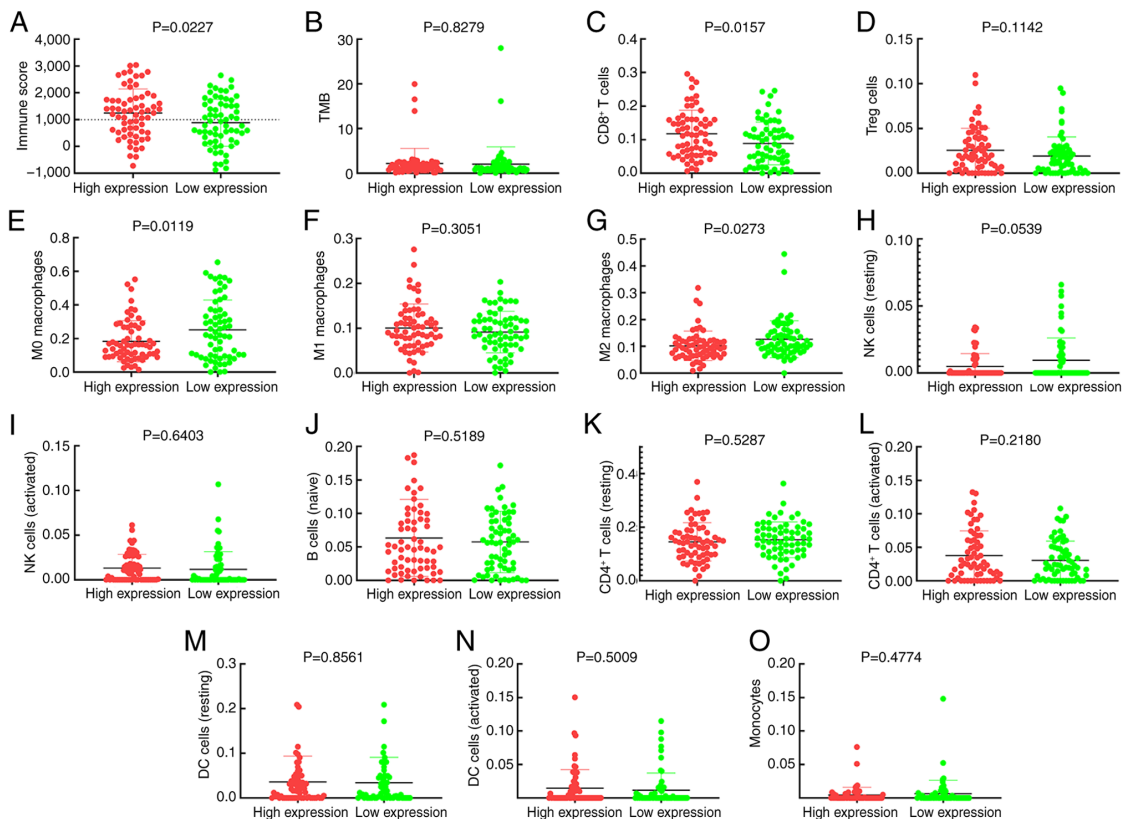 A
P=0.0227
Immune score
4,000
3,000
2,000
1,000
0
−1,000
High expression Low expression
B
P=0.8279
TMB
30
20
10
0
High expression Low expression
C
P=0.0157
CD8+ T cells
0.4
0.3
0.2
0.1
0.0
High expression Low expression
D
P=0.1142
Treg cells
0.15
0.10
0.05
0.00
High expression Low expression
E
P=0.0119
M0 macrophages
0.8
0.6
0.4
0.2
0.0
High expression Low expression
F
P=0.3051
M1 macrophages
0.3
0.2
0.1
0.0
High expression Low expression
G
P=0.0273
M2 macrophages
0.5
0.4
0.3
0.2
0.1
0.0
High expression Low expression
H
P=0.0539
NK cells (resting)
0.10
0.05
0.00
High expression Low expression
I
P=0.6403
NK cells (activated)
0.15
0.10
0.05
0.00
High expression Low expression
J
P=0.5189
B cells (naive)
0.20
0.15
0.10
0.05
0.00
High expression Low expression
K
P=0.5287
CD4+ T cells (resting)
0.4
0.2
0.0
High expression Low expression
L
P=0.2180
CD4+ T cells (activated)
0.20
0.15
0.10
0.05
0.00
High expression Low expression
M
P=0.8561
DC cells (resting)
0.3
0.2
0.1
0.0
High expression Low expression
N
P=0.5009
DC cells (activated)
0.20
0.15
0.10
0.05
High expression Low expression
O
P=0.4774
Monocytes
0.20
0.15
0.10
0.05
High expression Low expression